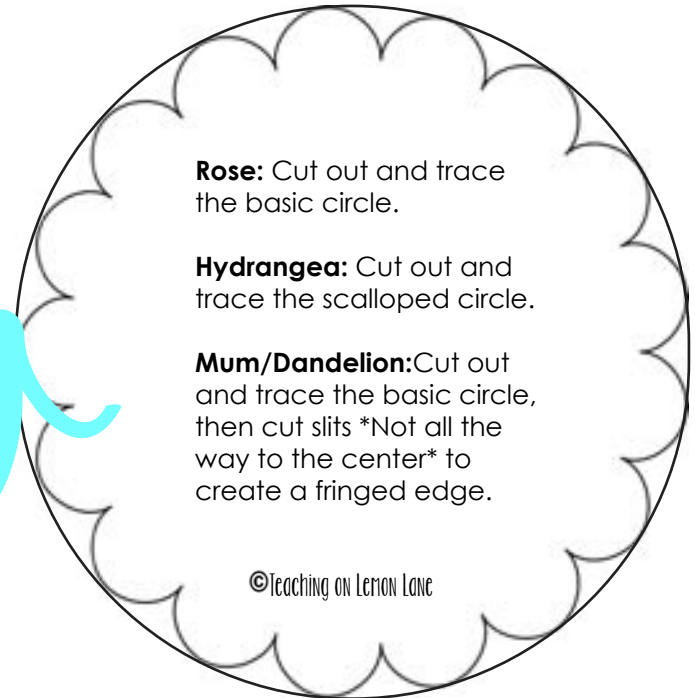 Rose: Cut out and trace
the basic circle.
Hydrangea: Cut out and
trace the scalloped circle.
Mum/Dandelion:Cut out
and trace the basic circle,
then cut slits *Not all the
way to the center* to
create a fringed edge.
©Teaching on Lemon Lane